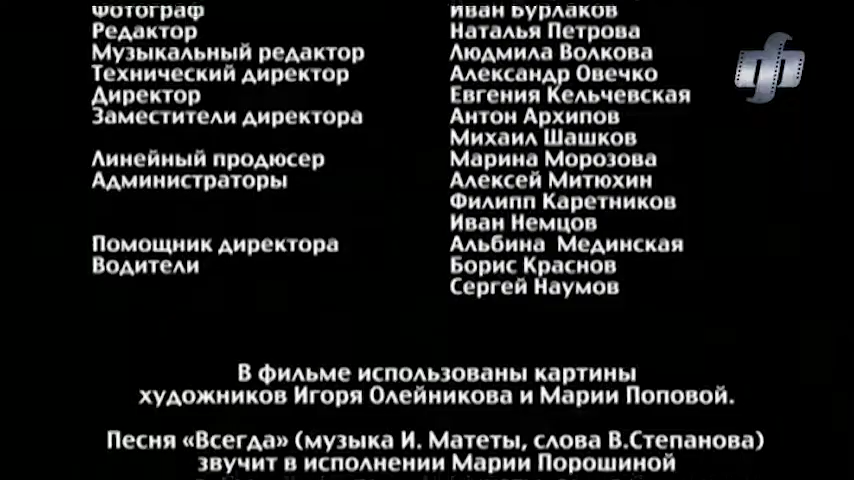 Фотограф Иван Бурлаков
Редактор Наталья Петрова
Музыкальный редактор Людмила Волкова
Технический директор Александр Овечко
Директор Евгения Кельчевская
Заместители директора Антон Архипов
Михаил Шашков
Линейный продюсер Марина Морозова
Администраторы Алексей Митюхин
Филипп Каретников
Иван Немцов
Помощник директора Альбина Мединская
Водители Борис Краснов
Сергей Наумов
В фильме использованы картины
художников Игоря Олейникова и Марии Поповой.
Песня «Всегда» (музыка И. Матеты, слова В.Степанова)
звучит в исполнении Марии Порошиной